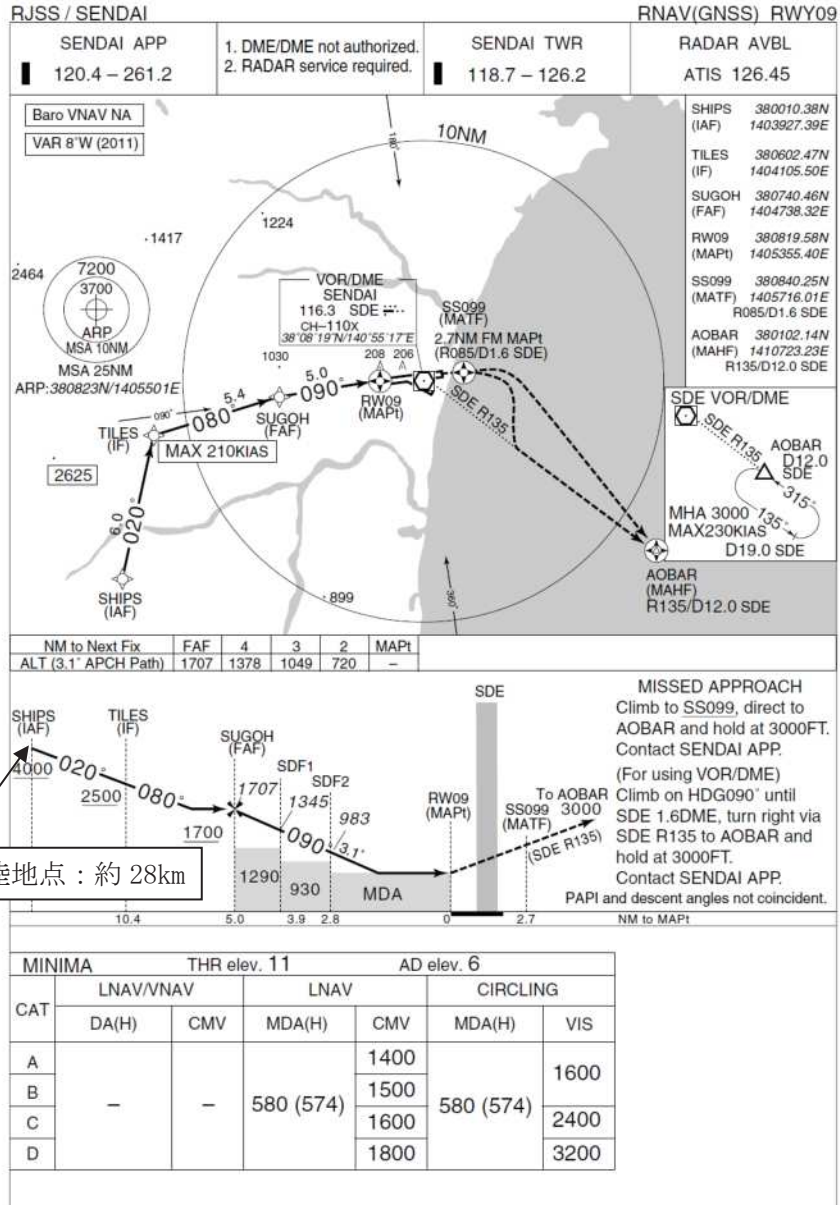 RJSS / SENDAI
RNAV(GNSS) RWY09
SENDAI APP
120.4 – 261.2
1. DME/DME not authorized.
2. RADAR service required.
SENDAI TWR
118.7 – 126.2
RADAR AVBL
ATIS 126.45
Baro VNAV NA
VAR 8°W (2011)
180°
10NM
SHIPS 380010.38N
(IAF) 1403927.39E
TILES 380602.47N
(IF) 1404105.50E
SUGOH 380740.46N
(FAF) 1404738.32E
RW09 380819.58N
(MAPt) 1405355.40E
SS099 380840.25N
(MATF) 1405716.01E
R085/D1.6 SDE
AOBAR 380102.14N
(MAHF) 1410723.23E
R135/D12.0 SDE
1224
1417
2464
7200
3700
ARP
MSA 10NM
MSA 25NM
ARP:380823N/1405501E
VOR/DME
SENDAI
116.3 SDE
CH–110X
38°08'19"N/140°55'17"E
SS099
(MATF)
2.7NM FM MAPt
(R085/D1.6 SDE)
1030
208 206
5.4
5.0
090°
080°
090°
SUGOH
(FAF)
RW09
(MAPt)
TILES
(IF)
MAX 210KIAS
SDE R135
2625
6.0
020°
SHIPS
(IAF)
899
360°
SDE VOR/DME
SDE R135
AOBAR
D12.0
SDE
315°
135°
MHA 3000
MAX230KIAS
D19.0 SDE
AOBAR
(MAHF)
R135/D12.0 SDE
NM to Next Fix FAF 4 3 2 MAPt
ALT (3.1° APCH Path) 1707 1378 1049 720 –
SHIPS
(IAF)
TILES
(IF)
SUGOH
(FAF)
SDF1
SDF2
RW09
(MAPt)
SDE
SS099
(MATF)
To AOBAR
3000
(SDE R135)
4000
020°
2500
080°
1700
1707
1345
983
090°
3.1°
1290
930
MDA
陸地点：約 28km
10.4 5.0 3.9 2.8 0 2.7 NM to MAPt
MISSED APPROACH
Climb to SS099, direct to
AOBAR and hold at 3000FT.
Contact SENDAI APP.
(For using VOR/DME)
Climb on HDG090° until
SDE 1.6DME, turn right via
SDE R135 to AOBAR and
hold at 3000FT.
Contact SENDAI APP.
PAPI and descent angles not coincident.
MINIMA THR elev. 11 AD elev. 6
CAT LNAV/VNAV LNAV CIRCLING
DA(H) CMV MDA(H) CMV MDA(H) VIS
A – – 580 (574) 1400 580 (574) 1600
B 1500
C 1600 2400
D 1800 3200